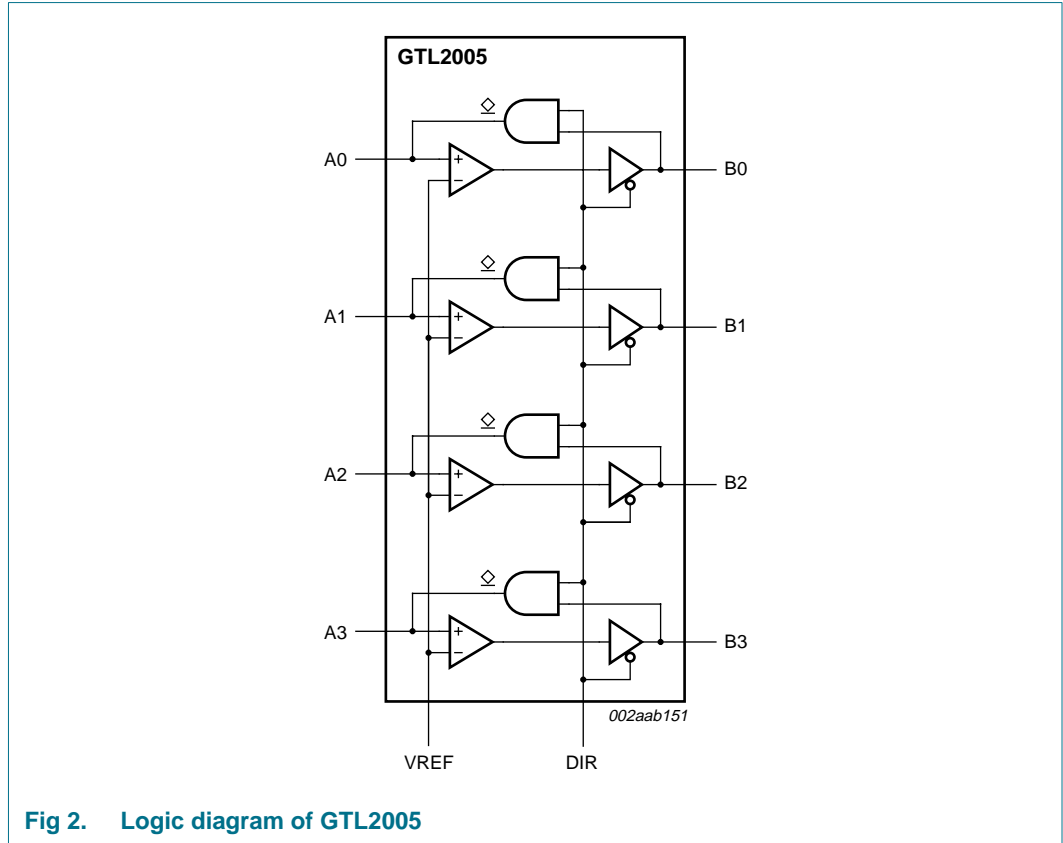 GTL2005
A0
B0
A1
B1
A2
B2
A3
B3
002aab151
VREF
DIR
Fig 2. Logic diagram of GTL2005